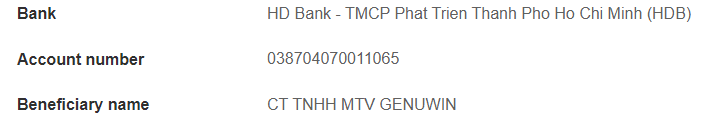 Bank HD Bank - TMCP Phat Trien Thanh Pho Ho Chi Minh (HDB)
Account number 038704070011065
Beneficiary name CT TNHH MTV GENUWIN